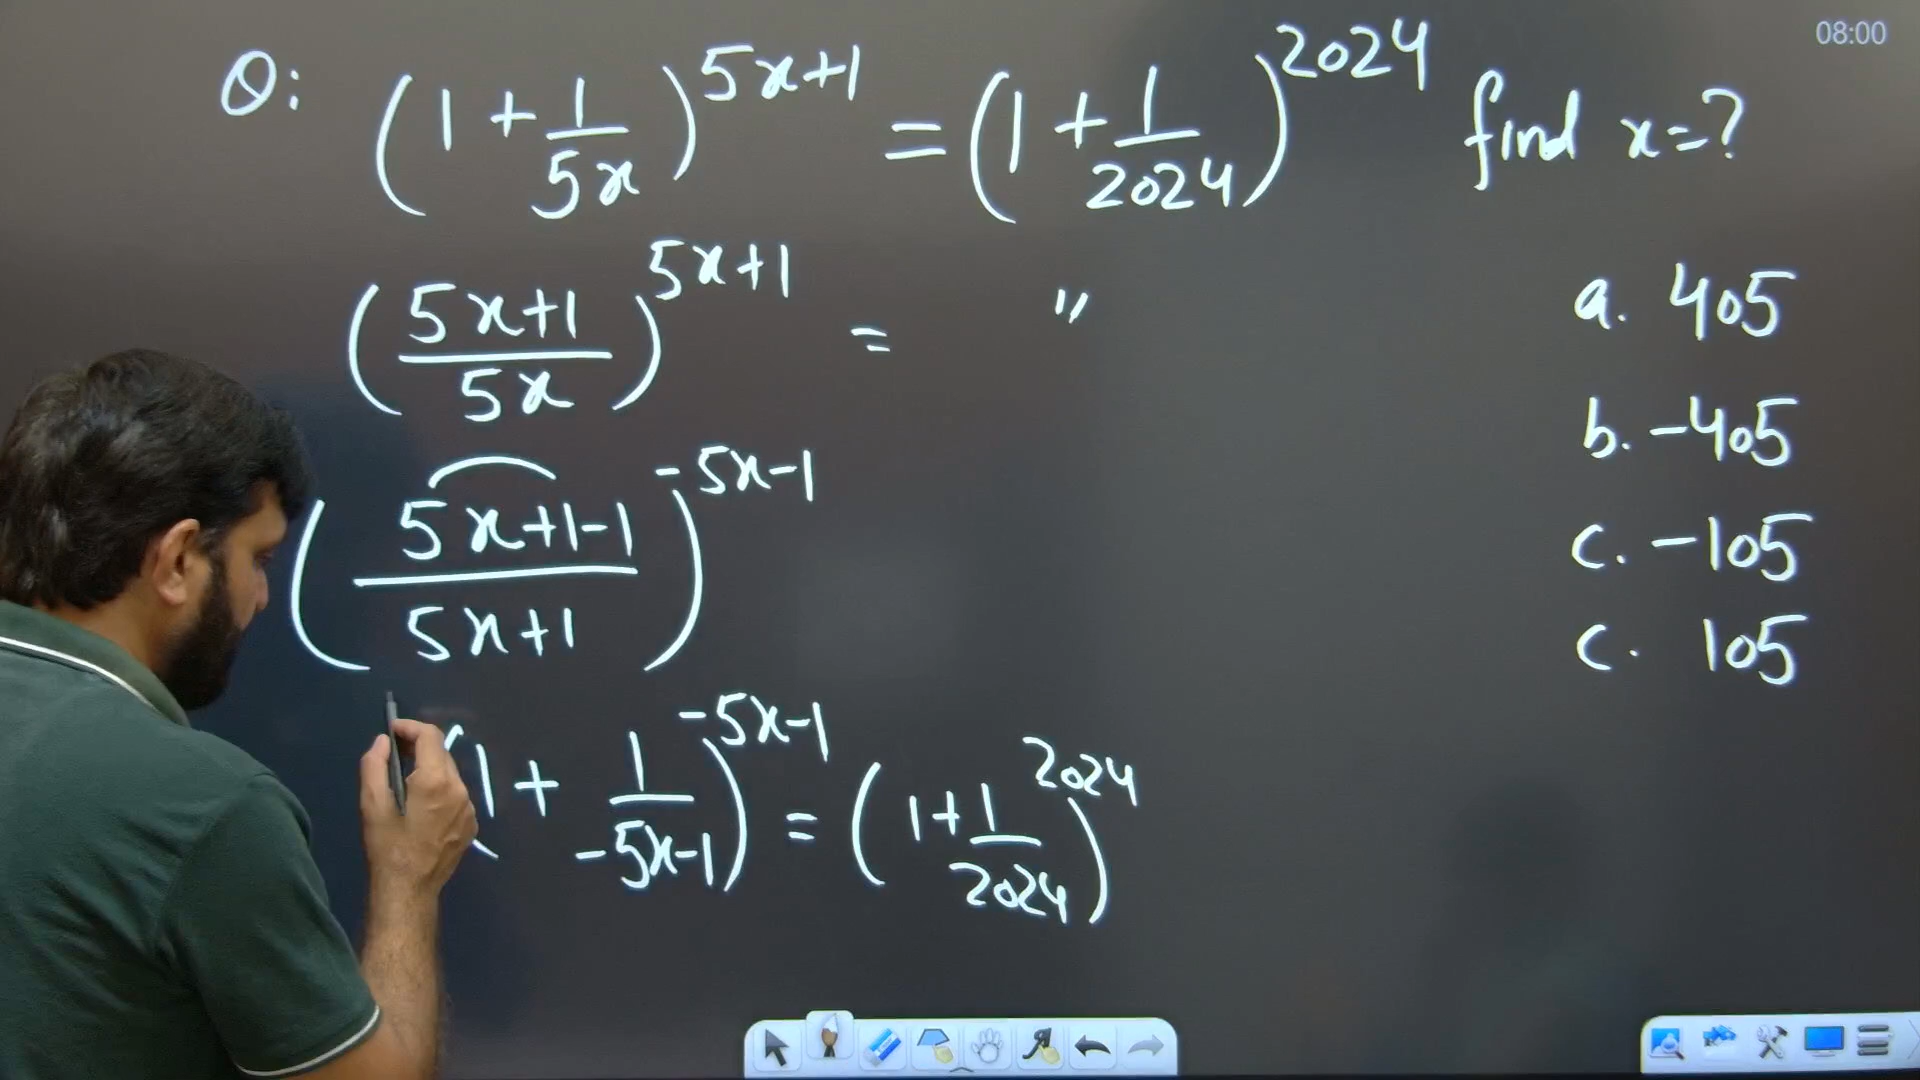 08:00
Q: (1 + 1/5x)^(5x+1) = (1 + 1/2024)^2024 find x=?
((5x+1)/5x)^(5x+1) = "
a. 405
b. -405
((5x+1-1)/(5x+1))^(-5x-1)
c. -105
c. 105
(1 + 1/(-5x-1))^(-5x-1) = (1+1/2024)^2024